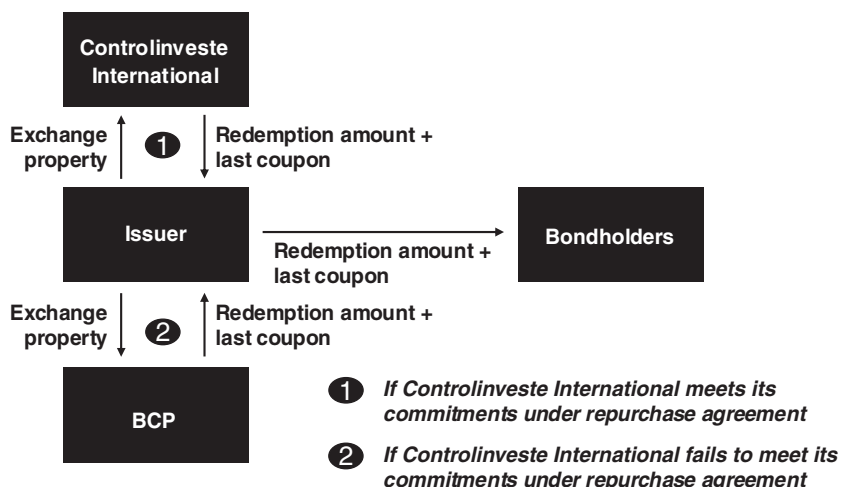 Controlinveste
International
Exchange
property
1
Redemption amount +
last coupon
Issuer
Redemption amount +
last coupon
Bondholders
Exchange
property
2
Redemption amount +
last coupon
BCP
1 If Controlinveste International meets its
commitments under repurchase agreement
2 If Controlinveste International fails to meet its
commitments under repurchase agreement